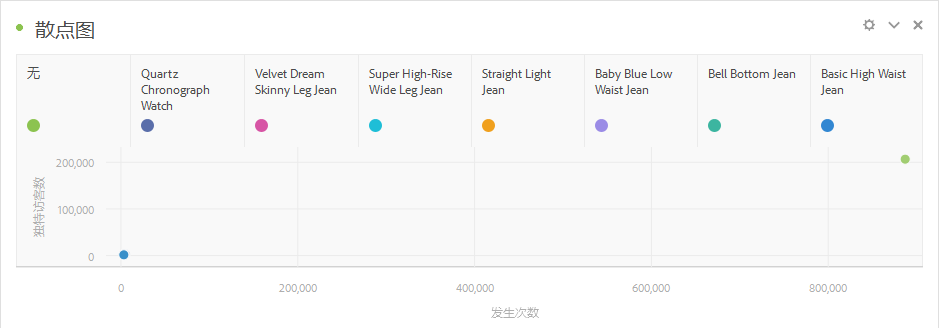 散点图
无
Quartz
Chronograph
Watch
Velvet Dream
Skinny Leg Jean
Super High-Rise
Wide Leg Jean
Straight Light
Jean
Baby Blue Low
Waist Jean
Bell Bottom Jean
Basic High Waist
Jean
独特访客数
200,000
100,000
0
0
200,000
400,000
600,000
800,000
发生次数